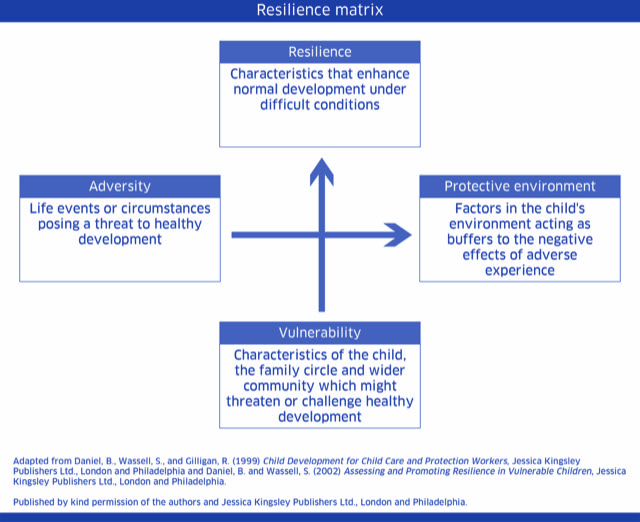 Resilience matrix
Resilience
Characteristics that enhance
normal development under
difficult conditions
Adversity
Life events or circumstances
posing a threat to healthy
development
Protective environment
Factors in the child's
environment acting as
buffers to the negative
effects of adverse
experience
Vulnerability
Characteristics of the child,
the family circle and wider
community which might
threaten or challenge healthy
development
Adapted from Daniel, B., Wassell, S., and Gilligan, R. (1999) Child Development for Child Care and Protection Workers, Jessica Kingsley
Publishers Ltd., London and Philadelphia and Daniel, B. and Wassell, S. (2002) Assessing and Promoting Resilience in Vulnerable Children, Jessica
Kingsley Publishers Ltd., London and Philadelphia.
Published by kind permission of the authors and Jessica Kingsley Publishers Ltd., London and Philadelphia.